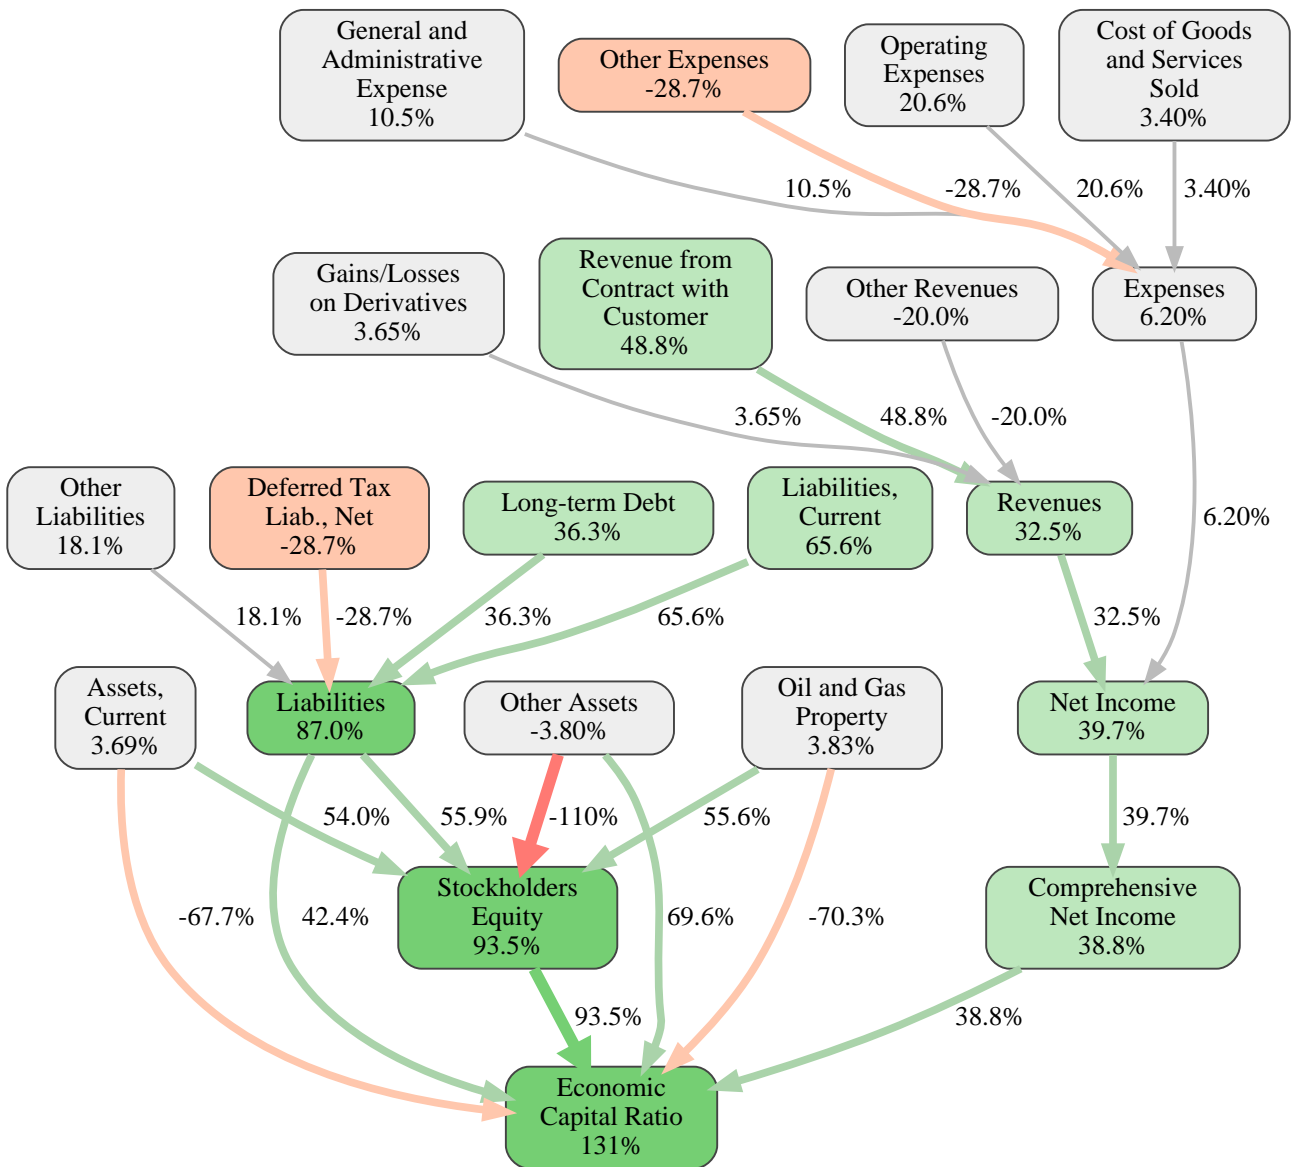 General and
Administrative
Expense
10.5%
Other Expenses
-28.7%
Operating
Expenses
20.6%
Cost of Goods
and Services
Sold
3.40%
10.5%
-28.7%
20.6%
3.40%
Gains/Losses
on Derivatives
3.65%
Revenue from
Contract with
Customer
48.8%
Other Revenues
-20.0%
Expenses
6.20%
3.65%
48.8%
-20.0%
6.20%
Other
Liabilities
18.1%
Deferred Tax
Liab., Net
-28.7%
Long-term Debt
36.3%
Liabilities,
Current
65.6%
Revenues
32.5%
18.1%
-28.7%
36.3%
65.6%
32.5%
Assets,
Current
3.69%
Liabilities
87.0%
Other Assets
-3.80%
Oil and Gas
Property
3.83%
Net Income
39.7%
54.0%
55.9%
-110%
55.6%
39.7%
-67.7%
42.4%
Stockholders
Equity
93.5%
69.6%
-70.3%
Comprehensive
Net Income
38.8%
93.5%
38.8%
Economic
Capital Ratio
131%